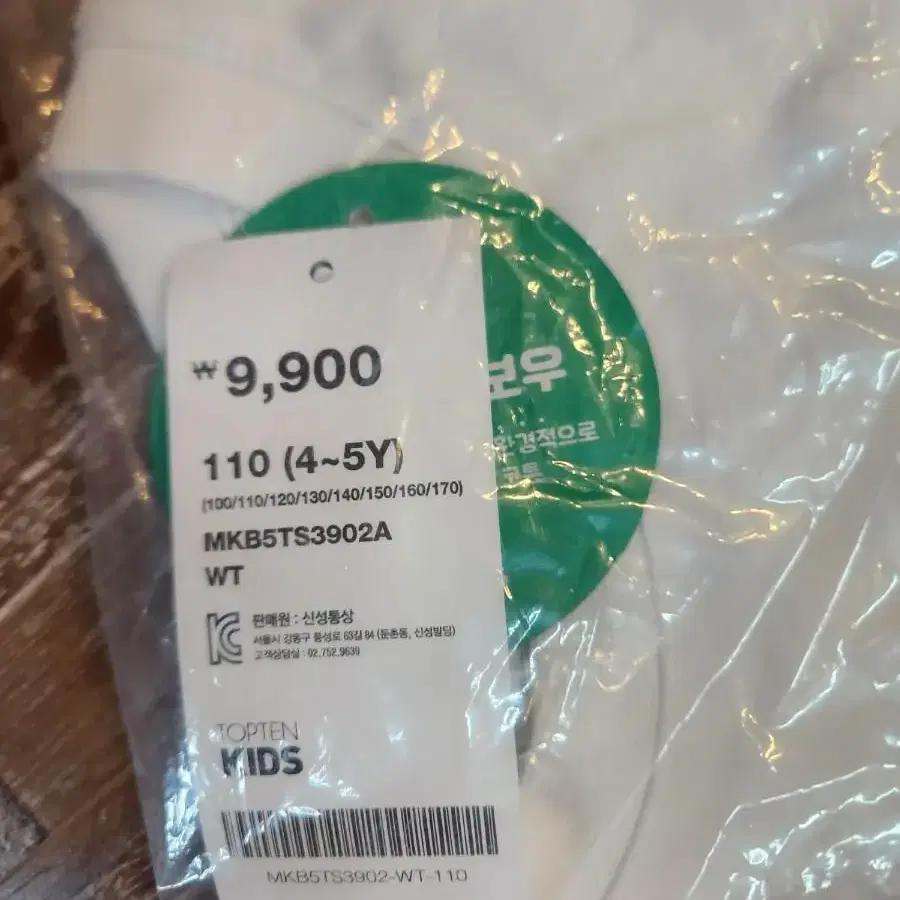 ₩9,900
110 (4~5Y)
(100/110/120/130/140/150/160/170)
MKB5TS3902A
WT
판매원 : 신성통상
서울시 강동구 풍성로 63길 84 (둔촌동, 신성빌딩)
고객상담실 : 02.752.9639
TOPTEN
KIDS
MKB5TS3902-WT-110
보우
환경적으로
코튼